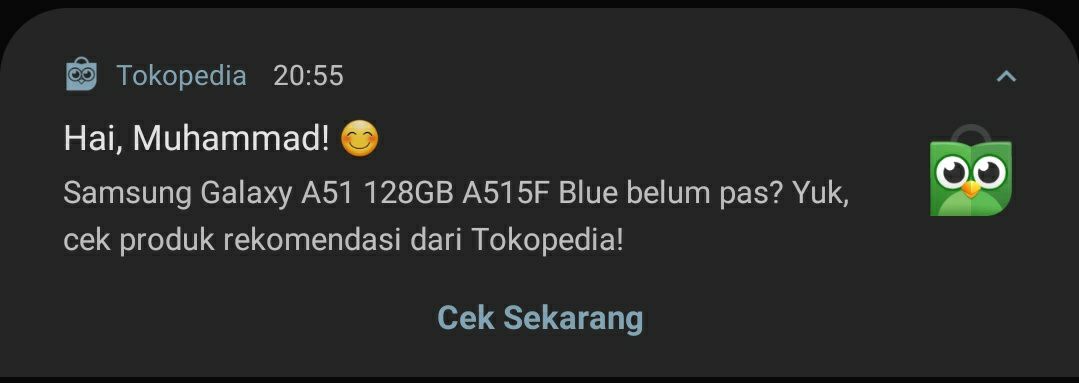 Tokopedia 20:55
Hai, Muhammad! 😊
Samsung Galaxy A51 128GB A515F Blue belum pas? Yuk,
cek produk rekomendasi dari Tokopedia!
Cek Sekarang